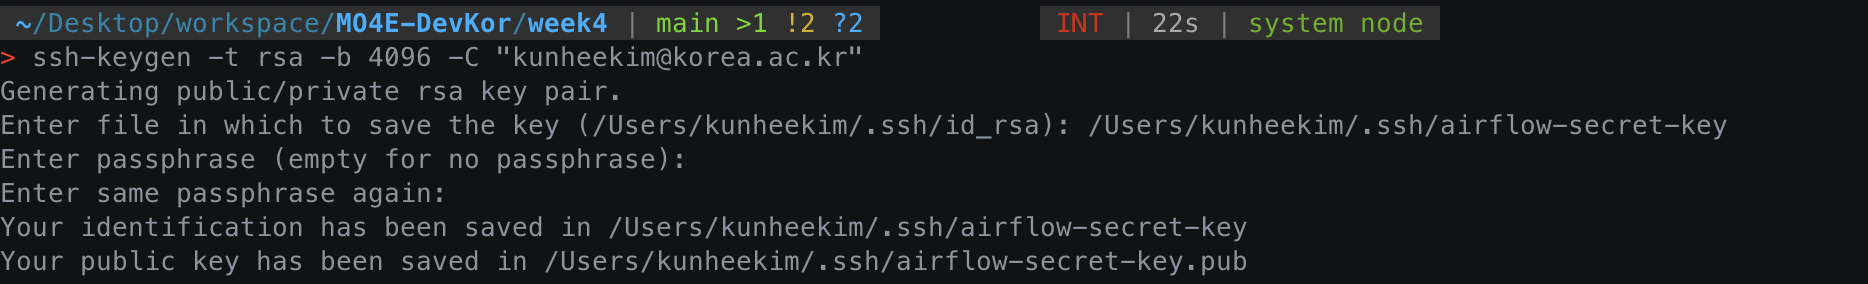 ~/Desktop/workspace/MO4E-DevKor/week4 | main >1 !2 ?2 INT | 22s | system node
> ssh-keygen -t rsa -b 4096 -C "kunheekim@korea.ac.kr"
Generating public/private rsa key pair.
Enter file in which to save the key (/Users/kunheekim/.ssh/id_rsa): /Users/kunheekim/.ssh/airflow-secret-key
Enter passphrase (empty for no passphrase):
Enter same passphrase again:
Your identification has been saved in /Users/kunheekim/.ssh/airflow-secret-key
Your public key has been saved in /Users/kunheekim/.ssh/airflow-secret-key.pub